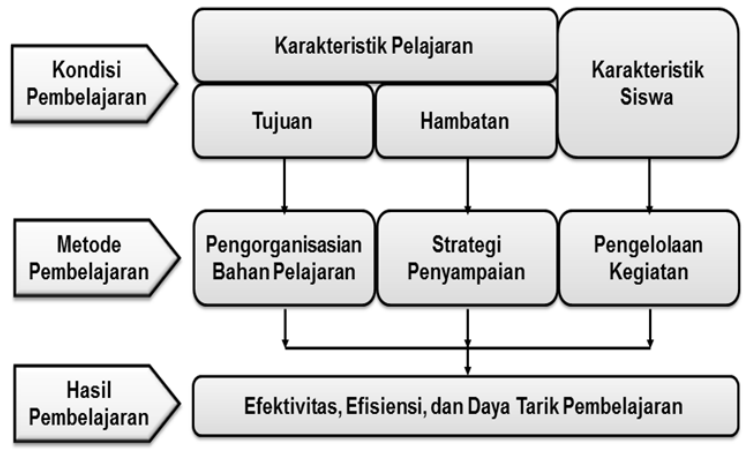 Kondisi
Pembelajaran
Karakteristik Pelajaran
Karakteristik
Siswa
Tujuan
Hambatan
Metode
Pembelajaran
Pengorganisasian
Bahan Pelajaran
Strategi
Penyampaian
Pengelolaan
Kegiatan
Hasil
Pembelajaran
Efektivitas, Efisiensi, dan Daya Tarik Pembelajaran